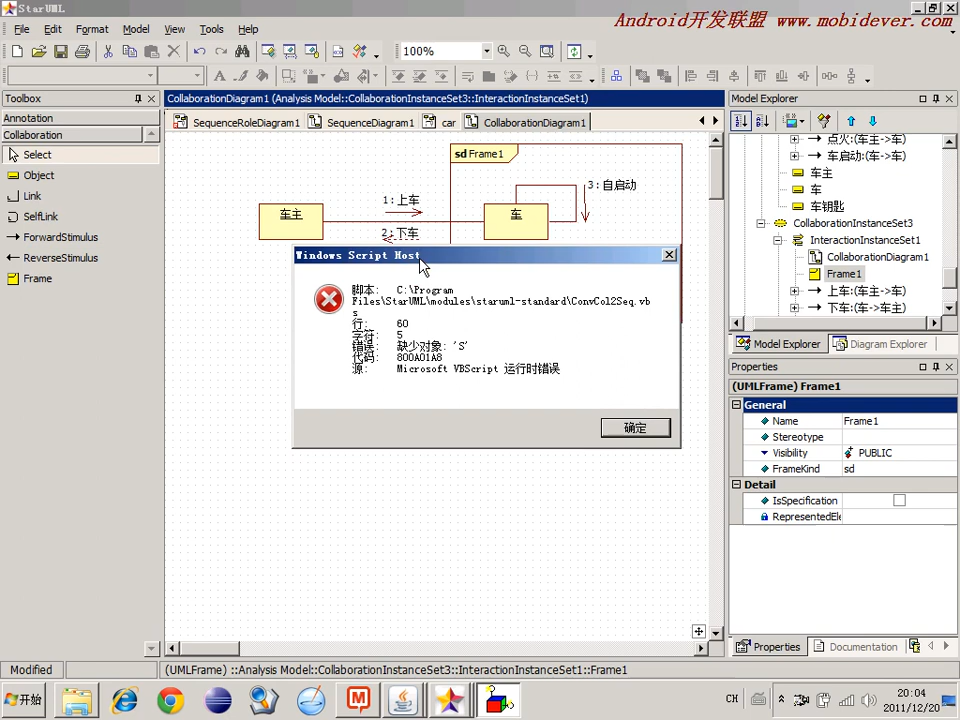 StarUML
Android开发联盟 www.mobidever.com
File Edit Format Model View Tools Help
100%
Toolbox
Annotation
Collaboration
Select
Object
Link
SelfLink
ForwardStimulus
ReverseStimulus
Frame
CollaborationDiagram1 (Analysis Model::CollaborationInstanceSet3::InteractionInstanceSet1)
SequenceRoleDiagram1 SequenceDiagram1 car CollaborationDiagram1
sd Frame1
3:自启动
1:上车
车主
车
2:下车
Windows Script Host
脚本: C:\Program
Files\StarUML\modules\staruml-standard\ConvCol2Seq.vb
s
行: 60
字符: 5
错误: 缺少对象: 'S'
代码: 800A01A8
源: Microsoft VBScript 运行时错误
确定
Model Explorer
点火:(车->车)
车启动:(车->车)
车主
车
车钥匙
CollaborationInstanceSet3
InteractionInstanceSet1
CollaborationDiagram1
Frame1
上车:(车主->车)
下车:(车->车主)
Model Explorer Diagram Explorer
Properties
(UMLFrame) Frame1
General
Name Frame1
Stereotype
Visibility PUBLIC
FrameKind sd
Detail
IsSpecification
RepresentedEl
Properties Documentation
Modified
(UMLFrame) ::Analysis Model::CollaborationInstanceSet3::InteractionInstanceSet1::Frame1
开始
CH
20:04
2011/12/20